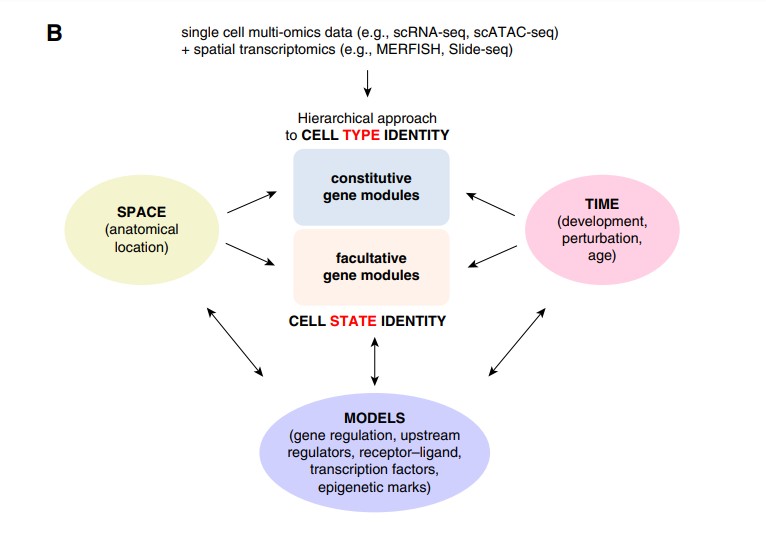 B
single cell multi-omics data (e.g., scRNA-seq, scATAC-seq)
+ spatial transcriptomics (e.g., MERFISH, Slide-seq)
Hierarchical approach
to CELL TYPE IDENTITY
constitutive
gene modules
SPACE
(anatomical
location)
TIME
(development,
perturbation,
age)
facultative
gene modules
CELL STATE IDENTITY
MODELS
(gene regulation, upstream
regulators, receptor–ligand,
transcription factors,
epigenetic marks)